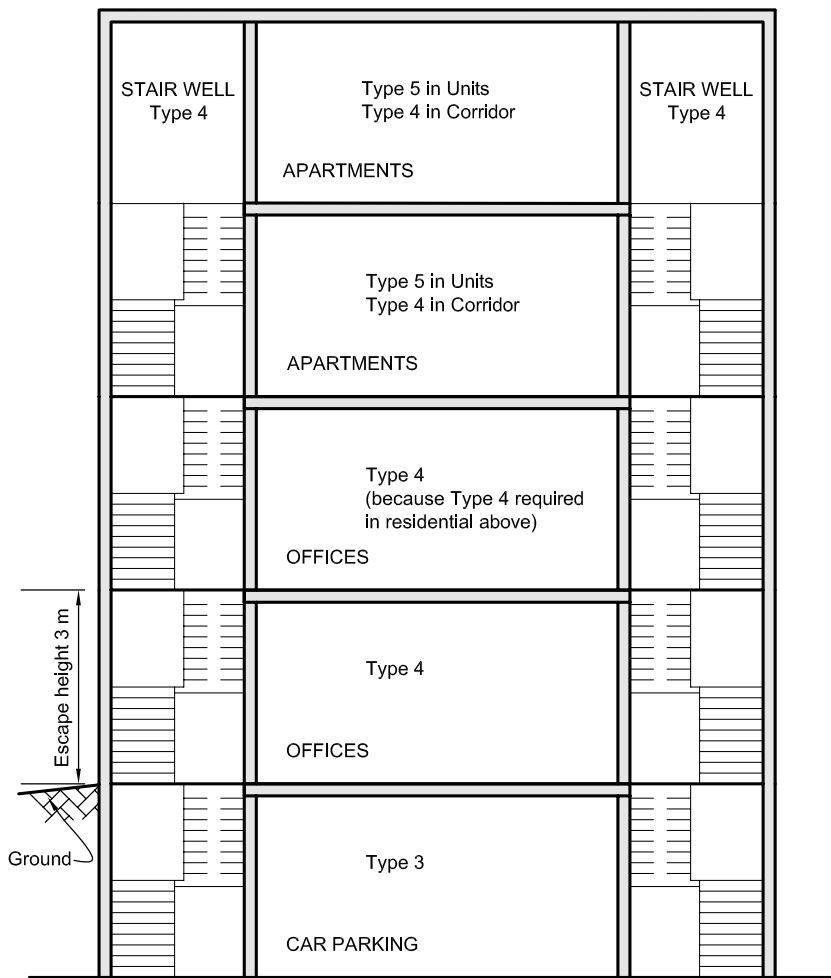 STAIR WELL
Type 4
Type 5 in Units
Type 4 in Corridor
APARTMENTS
STAIR WELL
Type 4
Type 5 in Units
Type 4 in Corridor
APARTMENTS
Type 4
(because Type 4 required
in residential above)
OFFICES
Escape height 3 m
Type 4
OFFICES
Ground
Type 3
CAR PARKING